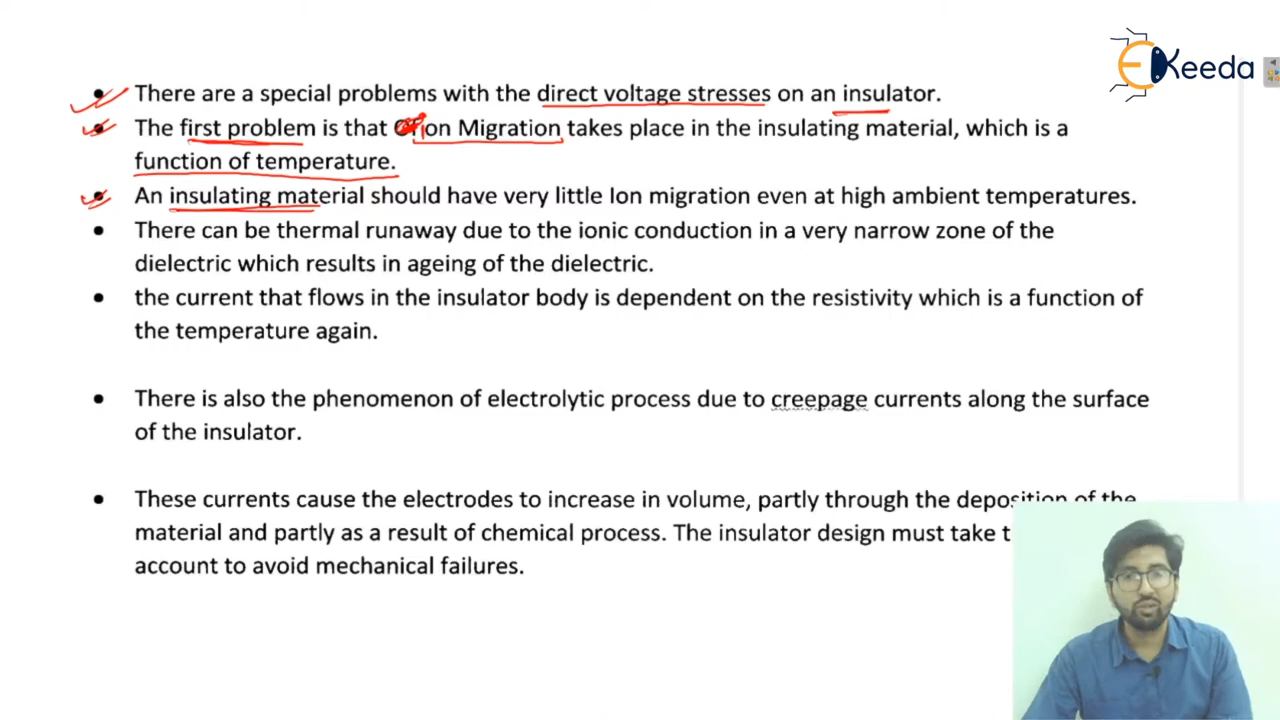 EKeeda
There are a special problems with the direct voltage stresses on an insulator.
The first problem is that Ion Migration takes place in the insulating material, which is a
function of temperature.
An insulating material should have very little Ion migration even at high ambient temperatures.
There can be thermal runaway due to the ionic conduction in a very narrow zone of the
dielectric which results in ageing of the dielectric.
the current that flows in the insulator body is dependent on the resistivity which is a function of
the temperature again.
There is also the phenomenon of electrolytic process due to creepage currents along the surface
of the insulator.
These currents cause the electrodes to increase in volume, partly through the deposition of the
material and partly as a result of chemical process. The insulator design must take
account to avoid mechanical failures.